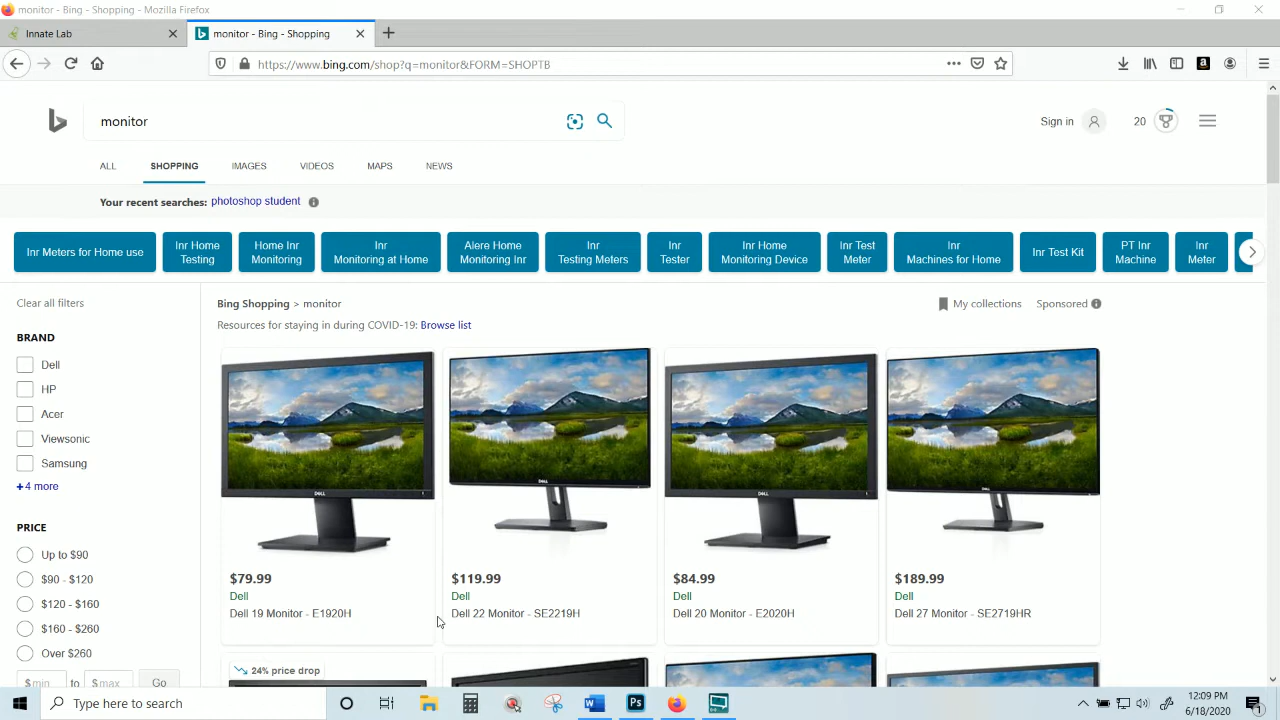 monitor - Bing - Shopping - Mozilla Firefox
Innate Lab
monitor - Bing - Shopping
https://www.bing.com/shop?q=monitor&FORM=SHOPTB
monitor
Sign in
20
ALL SHOPPING IMAGES VIDEOS MAPS NEWS
Your recent searches: photoshop student
Inr Meters for Home use
Inr Home
Testing
Home Inr
Monitoring
Inr
Monitoring at Home
Alere Home
Monitoring Inr
Inr
Testing Meters
Inr
Tester
Inr Home
Monitoring Device
Inr Test
Meter
Inr
Machines for Home
Inr Test Kit
PT Inr
Machine
Inr
Meter
Clear all filters
BRAND
Dell
HP
Acer
Viewsonic
Samsung
+4 more
PRICE
Up to $90
$90 - $120
$120 - $160
$160 - $260
Over $260
$min to $max Go
Bing Shopping > monitor
My collections
Sponsored
Resources for staying in during COVID-19: Browse list
DELL
$79.99
Dell
Dell 19 Monitor - E1920H
DELL
$119.99
Dell
Dell 22 Monitor - SE2219H
DELL
$84.99
Dell
Dell 20 Monitor - E2020H
DELL
$189.99
Dell
Dell 27 Monitor - SE2719HR
24% price drop
Type here to search
12:09 PM
6/18/2020